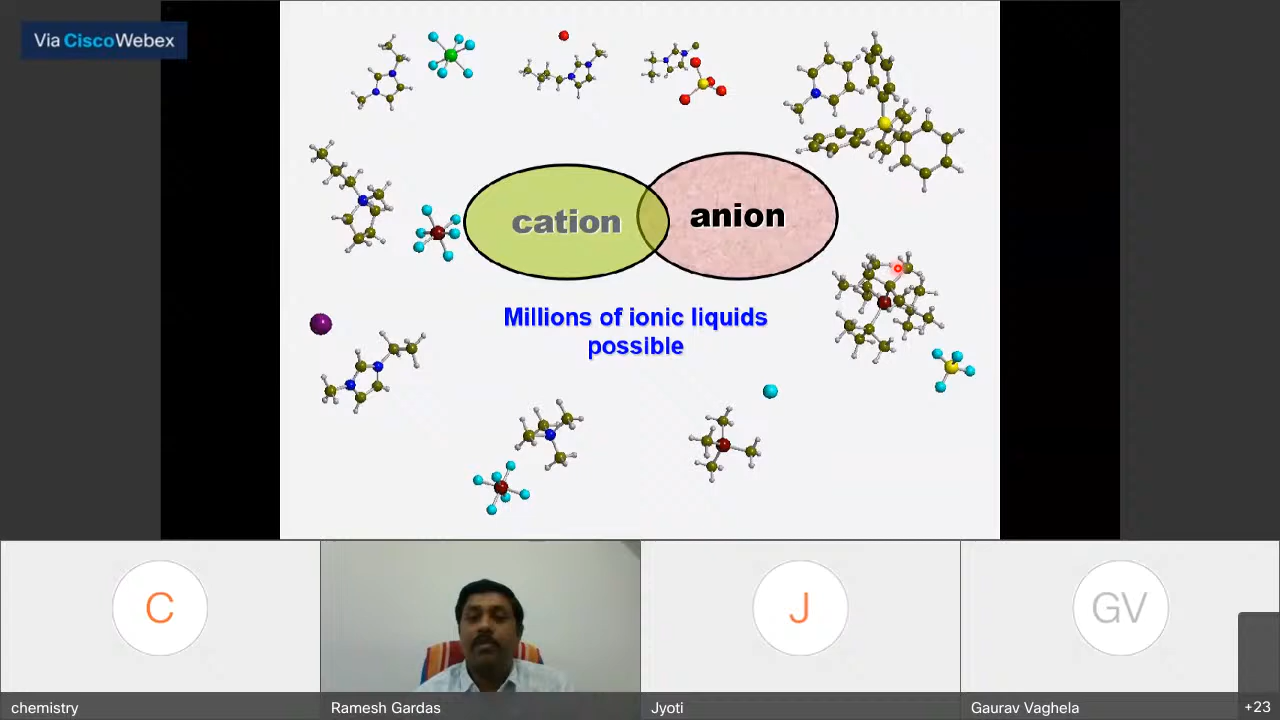 Via CiscoWebex
cation
anion
Millions of ionic liquids
possible
C
J
GV
chemistry
Ramesh Gardas
Jyoti
Gaurav Vaghela
+23